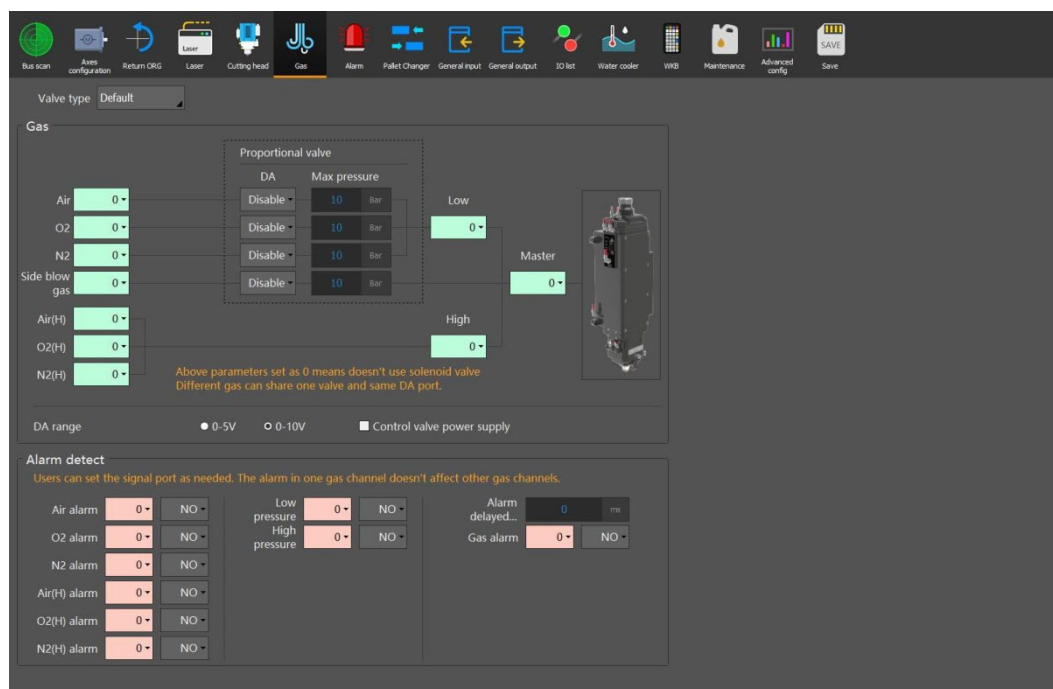 Laser
SAVE
Bus scan
Axes configuration
Return ORG
Laser
Cutting head
Gas
Alarm
Pallet Changer
General input
General output
IO list
Water cooler
WKB
Maintenance
Advanced config
Save
Valve type Default
Gas
Proportional valve
DA Max pressure
Air 0 Disable 10 Bar Low
O2 0 Disable 10 Bar 0
N2 0 Disable 10 Bar Master
Side blow gas 0 Disable 10 Bar 0
Air(H) 0 High
O2(H) 0 0
N2(H) 0
Above parameters set as 0 means doesn't use solenoid valve
Different gas can share one valve and same DA port.
DA range 0-5V 0-10V Control valve power supply
Alarm detect
Users can set the signal port as needed. The alarm in one gas channel doesn't affect other gas channels.
Air alarm 0 NO Low pressure 0 NO Alarm delayed... 0 ms
O2 alarm 0 NO High pressure 0 NO Gas alarm 0 NO
N2 alarm 0 NO
Air(H) alarm 0 NO
O2(H) alarm 0 NO
N2(H) alarm 0 NO